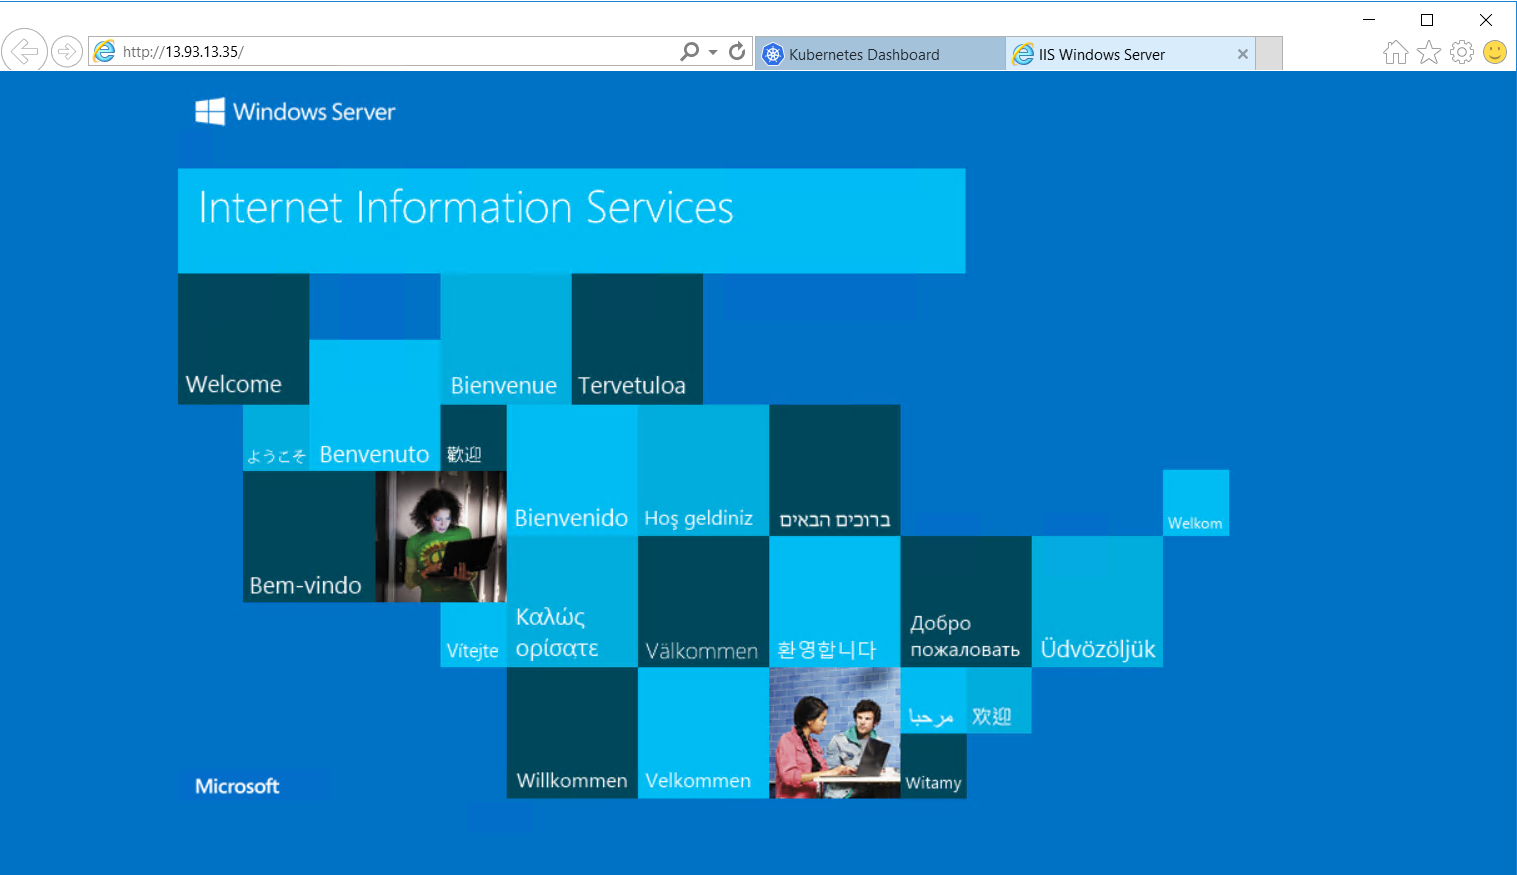 http://13.93.13.35/
Kubernetes Dashboard
IIS Windows Server
Windows Server
Internet Information Services
Welcome
Bienvenue
Tervetuloa
ようこそ
Benvenuto
歡迎
Bienvenido
Hoş geldiniz
ברוכים הבאים
Welkom
Bem-vindo
Vítejte
Καλώς
ορίσατε
Välkommen
환영합니다
Добро
пожаловать
Üdvözöljük
مرحبا
欢迎
Willkommen
Velkommen
Witamy
Microsoft